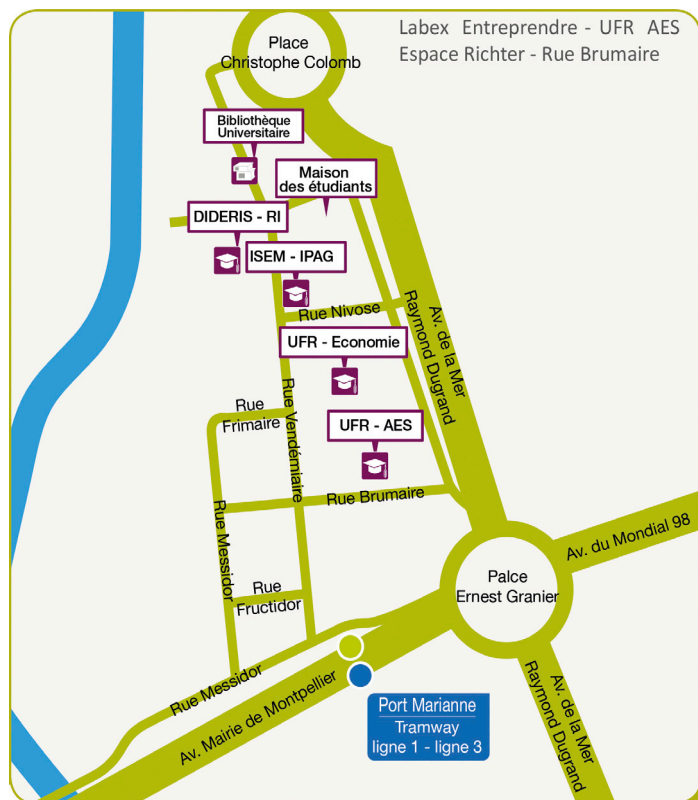 Labex Entreprendre - UFR AES
Espace Richter - Rue Brumaire
Place
Christophe Colomb
Bibliothèque
Universitaire
Maison
des étudiants
DIDERIS - RI
ISEM - IPAG
Rue Nivose
Av. de la Mer
Raymond Dugrand
UFR - Economie
Rue
Frimaire
Rue Vendémiaire
UFR - AES
Rue Brumaire
Rue Messidor
Av. du Mondial 98
Palce
Ernest Granier
Rue
Fructidor
Rue Messidor
Av. Mairie de Montpellier
Av. de la Mer
Raymond Dugrand
Port Marianne
Tramway
ligne 1 - ligne 3